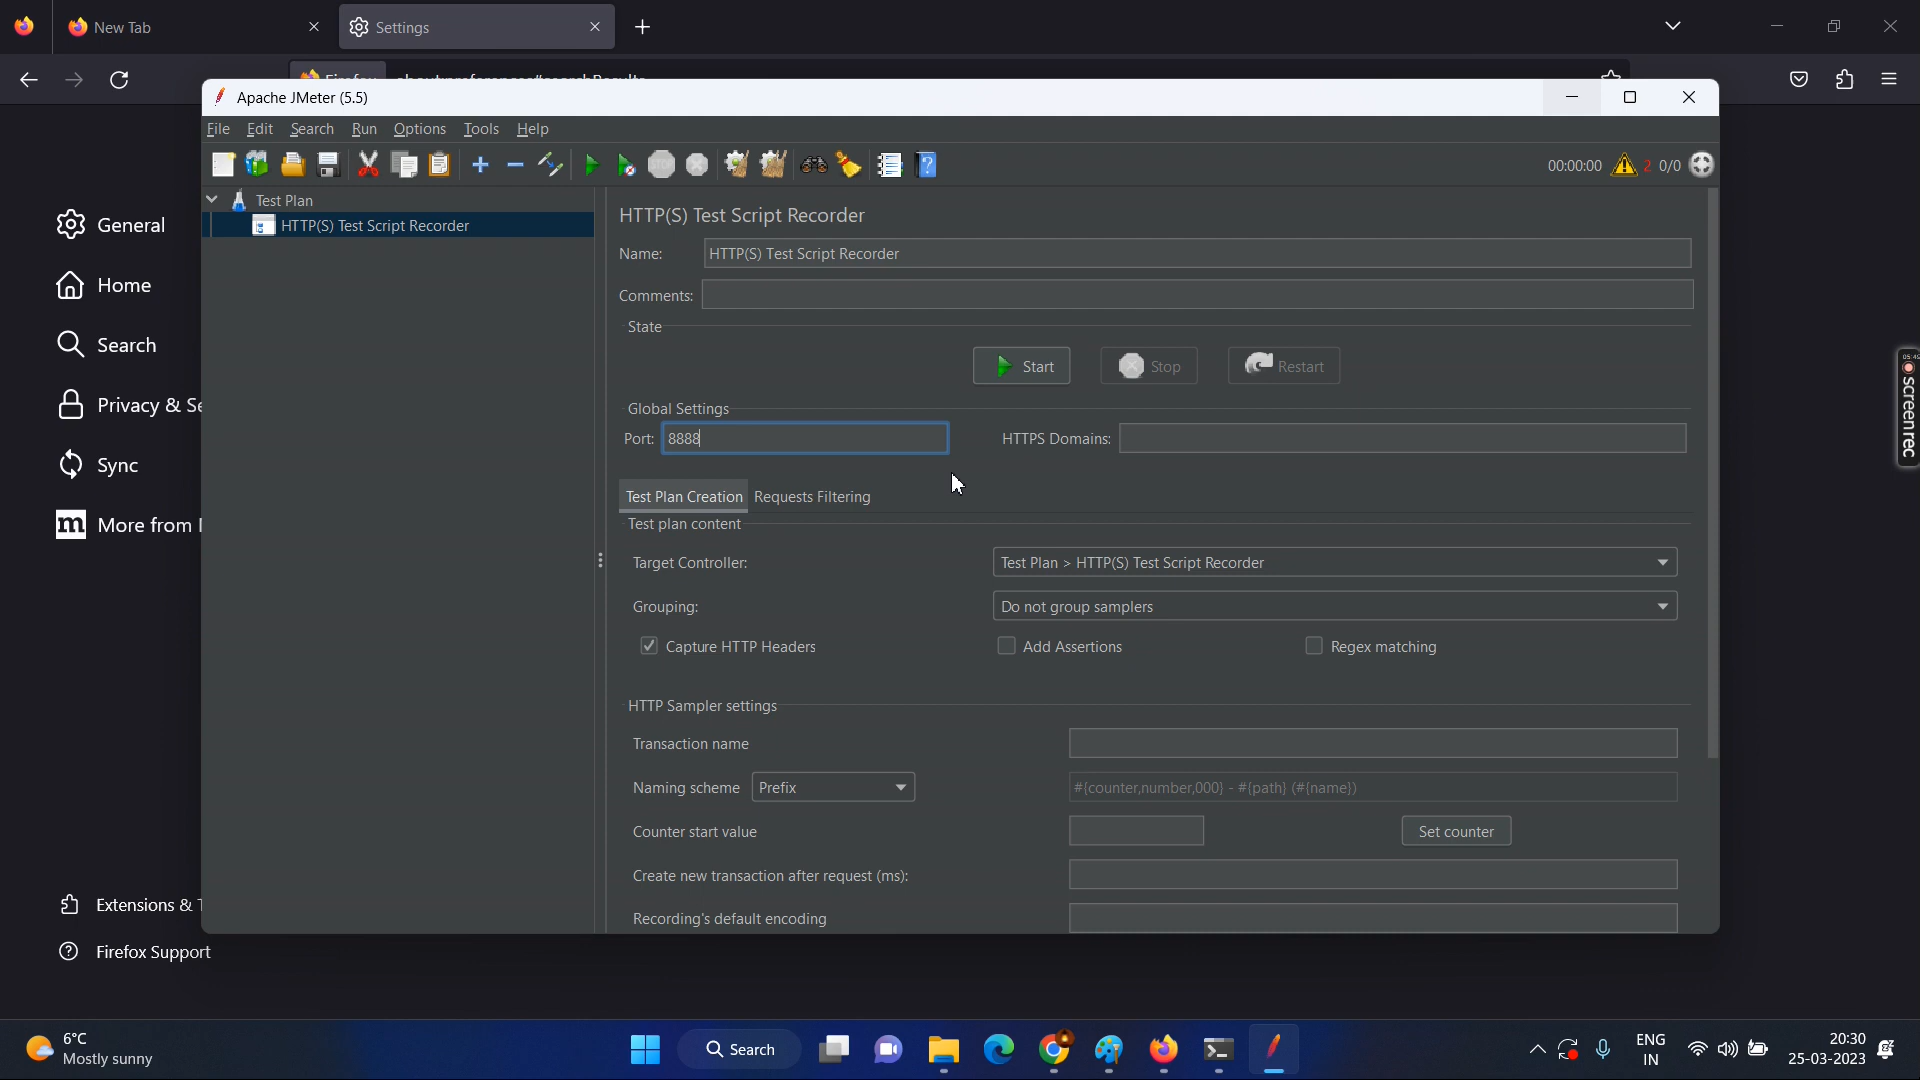 New Tab
Settings
Apache JMeter (5.5)
File Edit Search Run Options Tools Help
00:00:00 2 0/0
Test Plan
HTTP(S) Test Script Recorder
HTTP(S) Test Script Recorder
Name: HTTP(S) Test Script Recorder
Comments:
State
Start Stop Restart
Global Settings
Port: 8888 HTTPS Domains:
Test Plan Creation Requests Filtering
Test plan content
Target Controller: Test Plan > HTTP(S) Test Script Recorder
Grouping: Do not group samplers
Capture HTTP Headers Add Assertions Regex matching
HTTP Sampler settings
Transaction name
Naming scheme Prefix #{counter,number,000} - #{path} (#{name})
Counter start value Set counter
Create new transaction after request (ms):
Recording's default encoding
General
Home
Search
Privacy & Se
Sync
m More from
Extensions &
Firefox Support
screenrec
6°C
Mostly sunny
Search
ENG
IN
20:30
25-03-2023